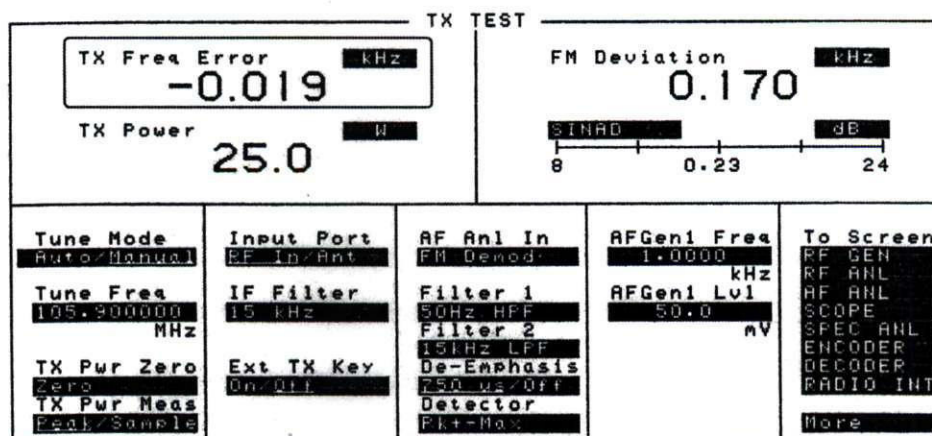 TX TEST
TX Freq Error kHz
-0.019
TX Power W
25.0
FM Deviation kHz
0.170
SINAD dB
8 0.23 24
Tune Mode
Auto/Manual
Tune Freq
105.900000
MHz
TX Pwr Zero
Zero
TX Pwr Meas
Peak/Sample
Input Port
RF In/Ant
IF Filter
15 kHz
Ext TX Key
On/Off
AF Anl In
FM Demod
Filter 1
50Hz HPF
Filter 2
15kHz LPF
De-Emphasis
750 us/Off
Detector
Pk+-Max
AFGen1 Freq
1.0000
kHz
AFGen1 Lvl
50.0
mV
To Screen
RF GEN
RF ANL
AF ANL
SCOPE
SPEC ANL
ENCODER
DECODER
RADIO INT
More